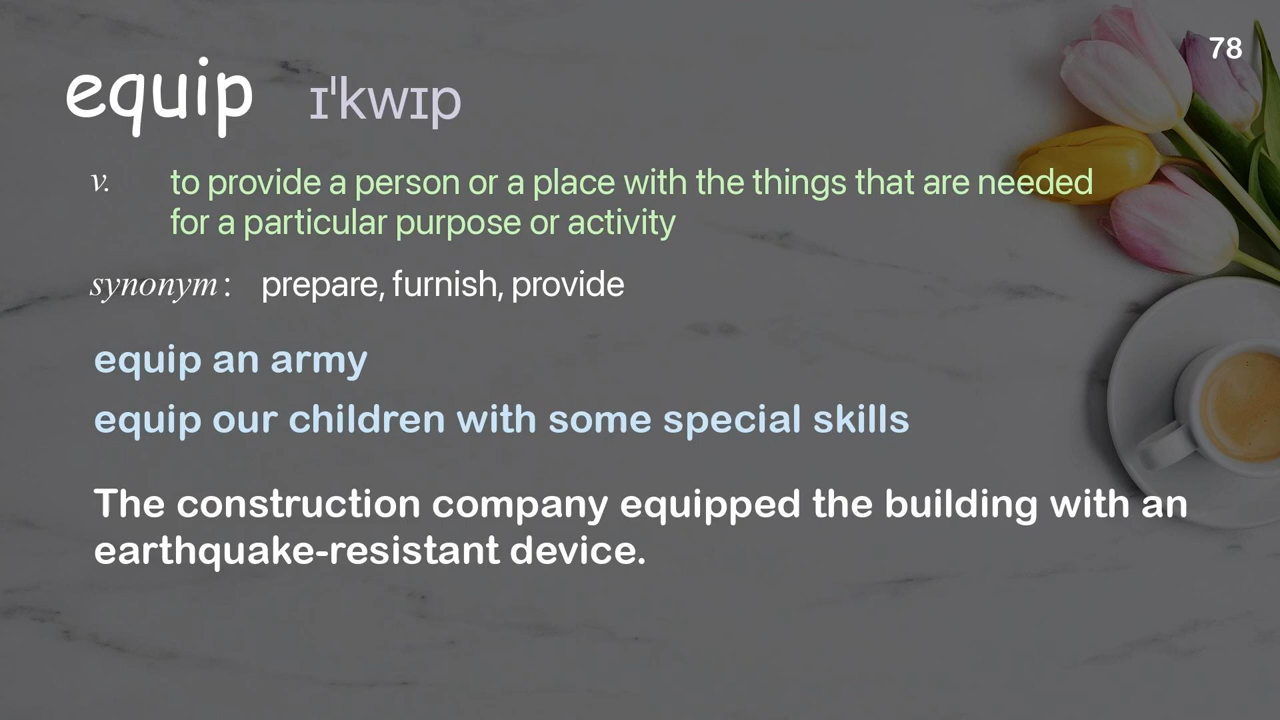 78
equip ɪˈkwɪp
v. to provide a person or a place with the things that are needed
for a particular purpose or activity
synonym : prepare, furnish, provide
equip an army
equip our children with some special skills
The construction company equipped the building with an
earthquake-resistant device.